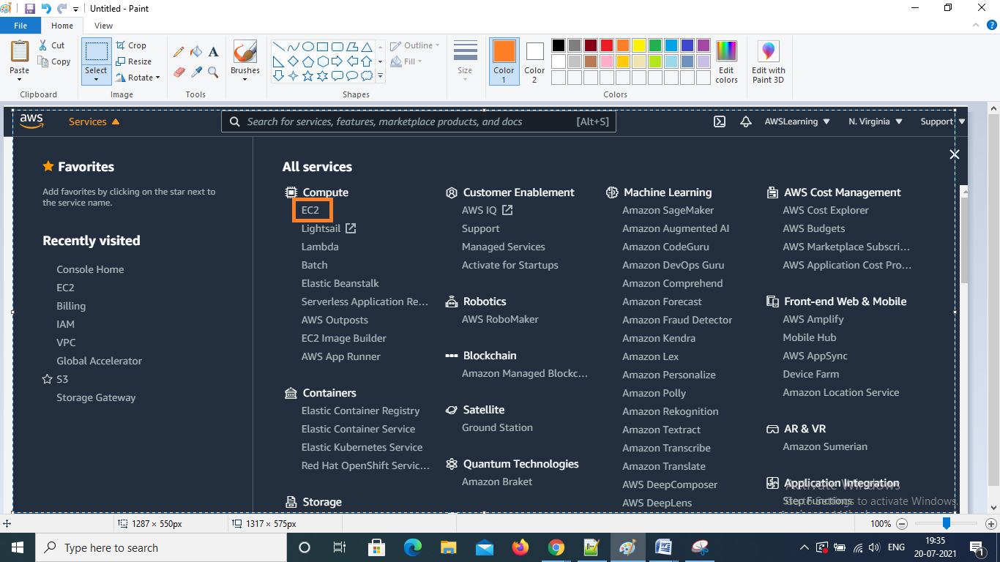 Untitled - Paint
File Home View
Paste
Cut
Copy
Clipboard
Select
Crop
Resize
Rotate
Image
Tools
Brushes
Shapes
Outline
Fill
Size
Color 1
Color 2
Colors
Edit colors
Edit with Paint 3D
aws
Services
Search for services, features, marketplace products, and docs [Alt+S]
AWSLearning
N. Virginia
Support
Favorites
Add favorites by clicking on the star next to
the service name.
Recently visited
Console Home
EC2
Billing
IAM
VPC
Global Accelerator
S3
Storage Gateway
All services
Compute
EC2
Lightsail
Lambda
Batch
Elastic Beanstalk
Serverless Application Re...
AWS Outposts
EC2 Image Builder
AWS App Runner
Containers
Elastic Container Registry
Elastic Container Service
Elastic Kubernetes Service
Red Hat OpenShift Servic...
Storage
Customer Enablement
AWS IQ
Support
Managed Services
Activate for Startups
Robotics
AWS RoboMaker
Blockchain
Amazon Managed Blockc...
Satellite
Ground Station
Quantum Technologies
Amazon Braket
Machine Learning
Amazon SageMaker
Amazon Augmented AI
Amazon CodeGuru
Amazon DevOps Guru
Amazon Comprehend
Amazon Forecast
Amazon Fraud Detector
Amazon Kendra
Amazon Lex
Amazon Personalize
Amazon Polly
Amazon Rekognition
Amazon Textract
Amazon Transcribe
Amazon Translate
AWS DeepComposer
AWS DeepLens
AWS Cost Management
AWS Cost Explorer
AWS Budgets
AWS Marketplace Subscri...
AWS Application Cost Pro...
Front-end Web & Mobile
AWS Amplify
Mobile Hub
AWS AppSync
Device Farm
Amazon Location Service
AR & VR
Amazon Sumerian
Application Integration
Step Functions
Activate Windows
Go to Settings to activate Windows.
1287 × 550px
1317 × 575px
100%
Type here to search
ENG
19:35
20-07-2021
1